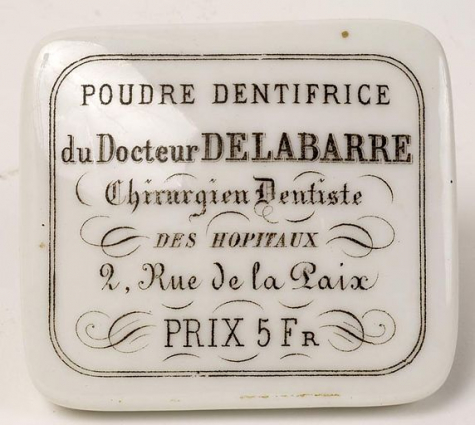 POUDRE DENTIFRICE
du Docteur DELABARRE
Chirurgien Dentiste
DES HOPITAUX
2, Rue de la Paix
PRIX 5 FR